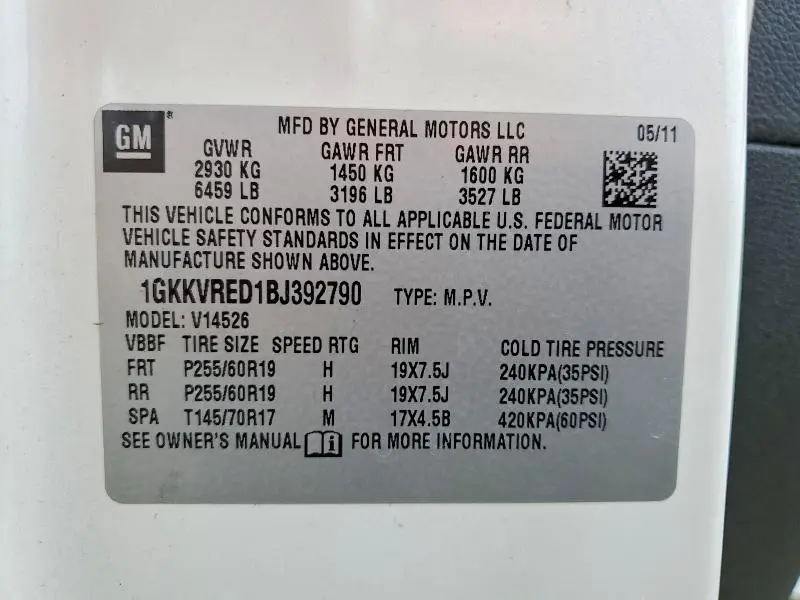 GM ®
MFD BY GENERAL MOTORS LLC 05/11
GVWR GAWR FRT GAWR RR
2930 KG 1450 KG 1600 KG
6459 LB 3196 LB 3527 LB
THIS VEHICLE CONFORMS TO ALL APPLICABLE U.S. FEDERAL MOTOR
VEHICLE SAFETY STANDARDS IN EFFECT ON THE DATE OF
MANUFACTURE SHOWN ABOVE.
1GKKVRED1BJ392790 TYPE: M.P.V.
MODEL: V14526
VBBF TIRE SIZE SPEED RTG RIM COLD TIRE PRESSURE
FRT P255/60R19 H 19X7.5J 240KPA(35PSI)
RR P255/60R19 H 19X7.5J 240KPA(35PSI)
SPA T145/70R17 M 17X4.5B 420KPA(60PSI)
SEE OWNER'S MANUAL i FOR MORE INFORMATION.